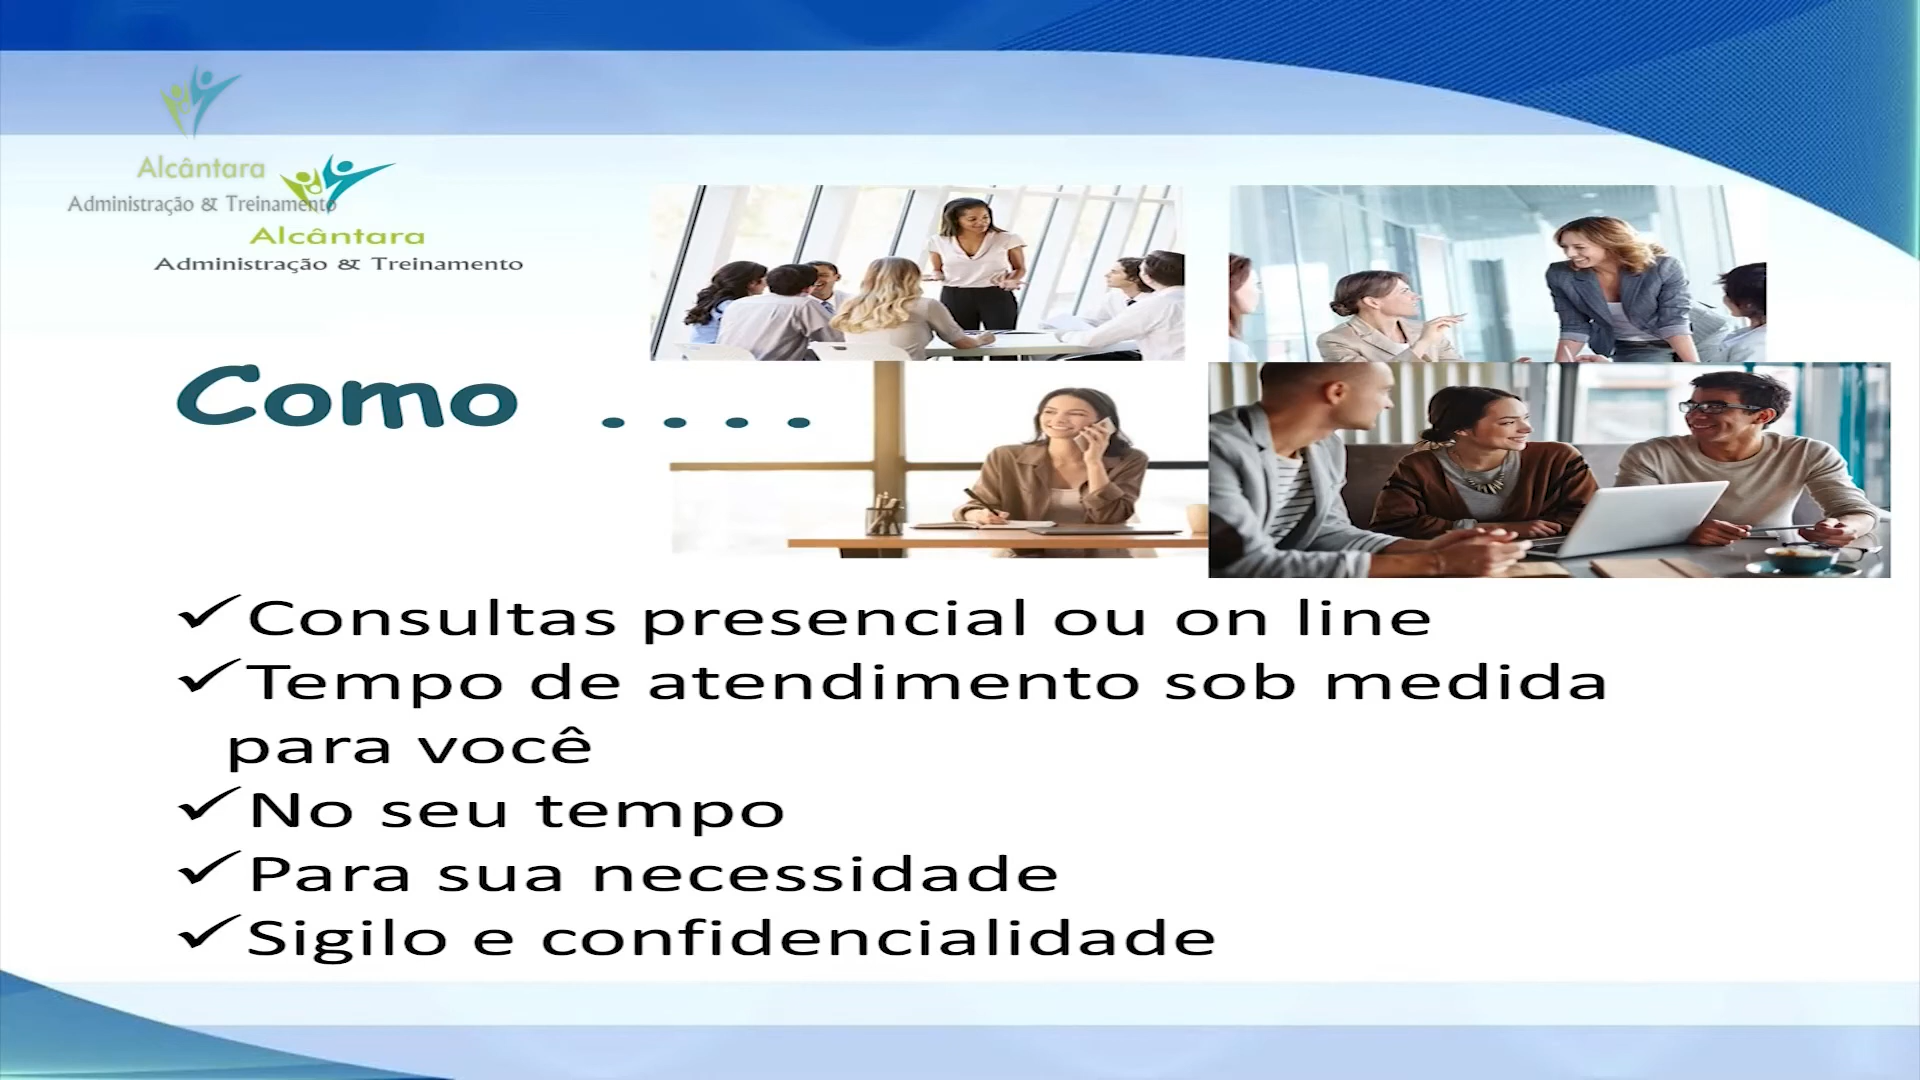 Alcântara
Administração & Treinamento
Alcântara
Administração & Treinamento
Como ....
✓Consultas presencial ou on line
✓Tempo de atendimento sob medida
para você
✓No seu tempo
✓Para sua necessidade
✓Sigilo e confidencialidade